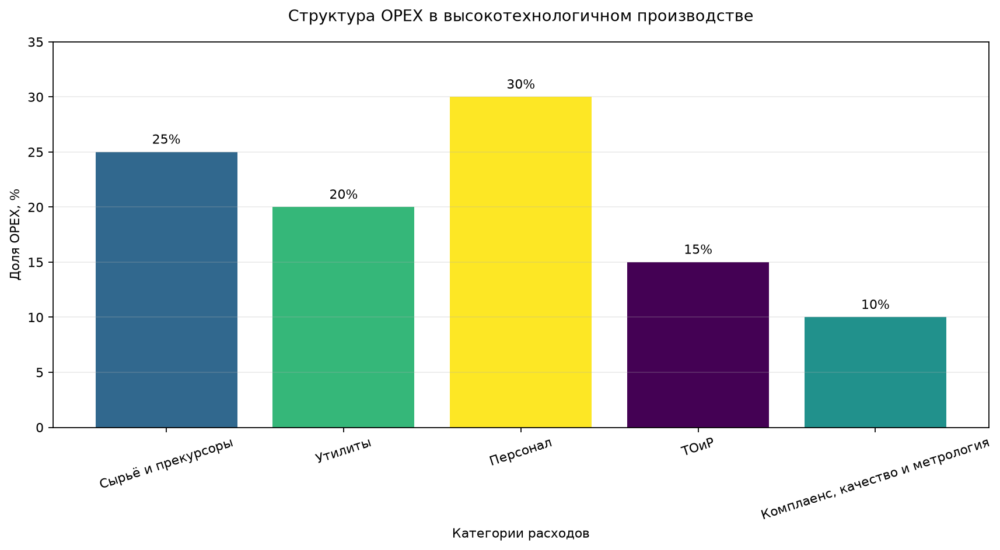 Структура OPEX в высокотехнологичном производстве
Доля OPEX, %
35
30
25
20
15
10
5
0
25%
20%
30%
15%
10%
Сырьё и прекурсоры
Утилиты
Персонал
ТОиР
Комплаенс, качество и метрология
Категории расходов